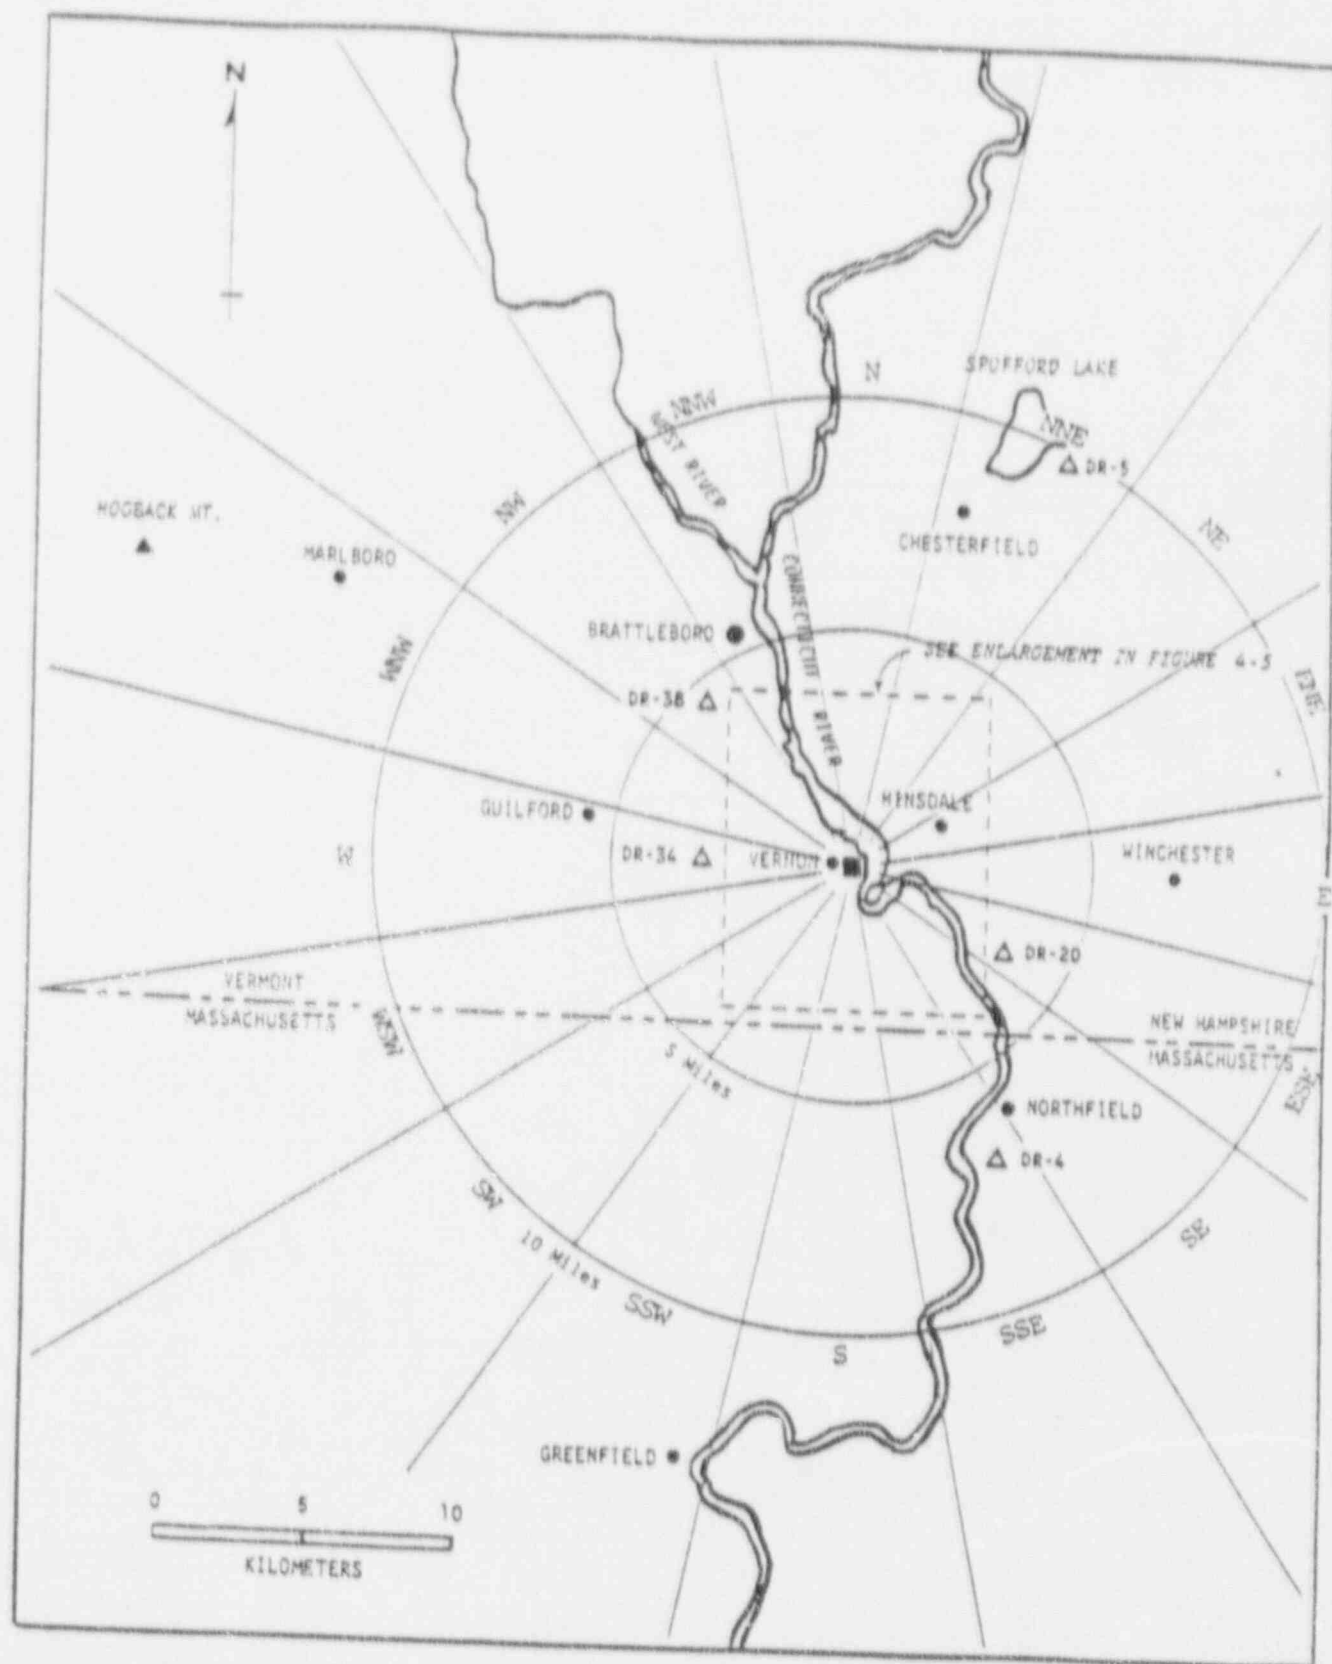 N
N
SPOFFORD LAKE
NNW
NNE
WEST RIVER
DR-5
NW
HOGBACK MT.
NE
CHESTERFIELD
MARLBORO
CONNECTICUT RIVER
BRATTLEBORO
WNW
SEE ENLARGEMENT IN FIGURE 4-5
ENE
DR-38
HINSDALE
GUILFORD
W
DR-34
VERNON
WINCHESTER
E
DR-20
VERMONT
MASSACHUSETTS
WSW
NEW HAMPSHIRE
MASSACHUSETTS
5 Miles
ESE
NORTHFIELD
DR-4
SW
10 Miles
SE
SSW
SSE
S
GREENFIELD
0 5 10
KILOMETERS